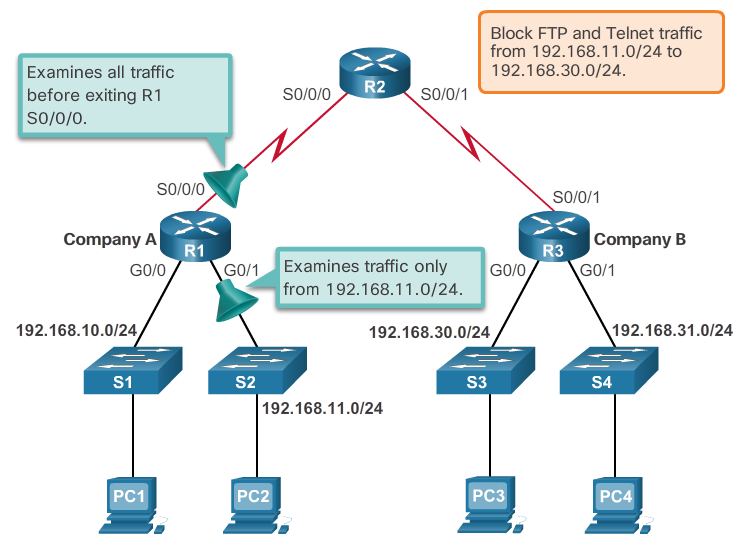 Block FTP and Telnet traffic
from 192.168.11.0/24 to
192.168.30.0/24.
Examines all traffic
before exiting R1
S0/0/0.
R2
S0/0/0
S0/0/1
S0/0/0
S0/0/1
Company A
R1
R3
Company B
G0/0
G0/1
G0/0
G0/1
Examines traffic only
from 192.168.11.0/24.
192.168.10.0/24
192.168.30.0/24
192.168.31.0/24
S1
S2
S3
S4
192.168.11.0/24
PC1
PC2
PC3
PC4